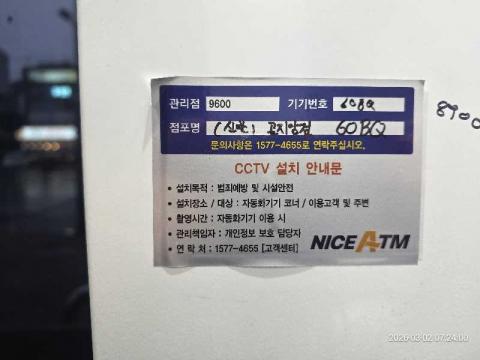 관리점 9600 기기번호 60BQ
점포명 (신한) 60BQ
문의사항은 1577-4655로 연락주십시오.
8900
CCTV 설치 안내문
• 설치목적 : 범죄예방 및 시설안전
• 설치장소 / 대상 : 자동화기기 코너 / 이용고객 및 주변
• 촬영시간 : 자동화기기 이용 시
• 관리책임자 : 개인정보 보호 담당자
• 연 락 처 : 1577-4655 [고객센터]
NICE ATM
2026-03-02 07:24:00